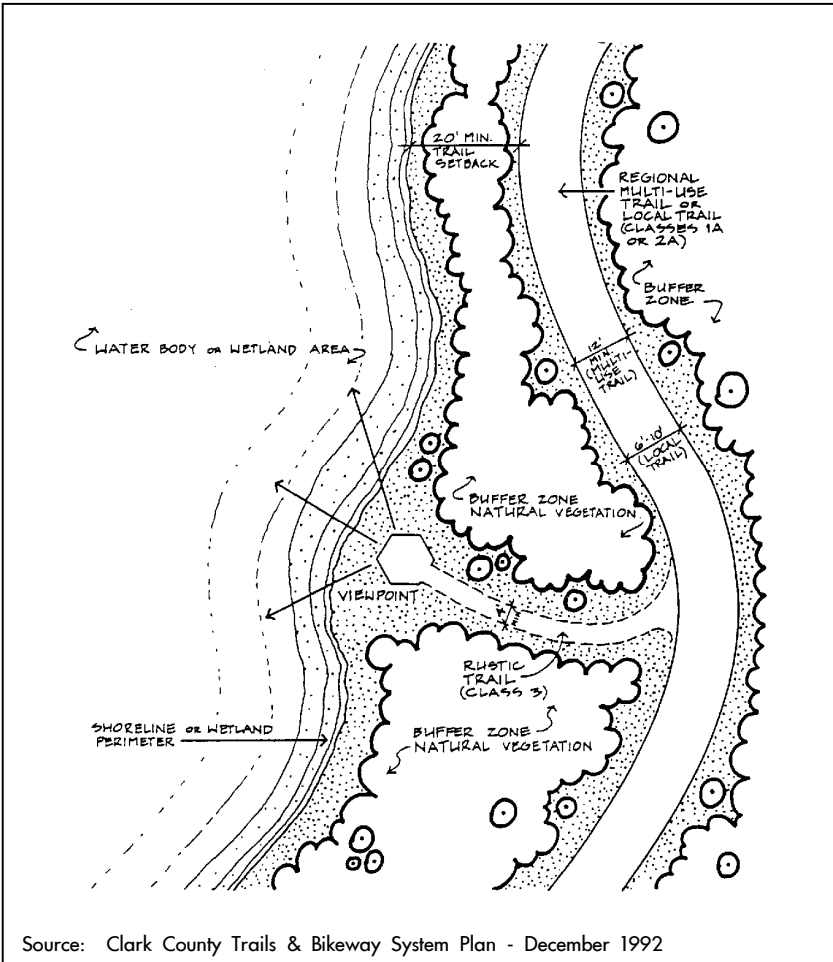 20' MIN.
TRAIL
SETBACK
REGIONAL
MULTI-USE
TRAIL OR
LOCAL TRAIL
(CLASSES 1A
OR 2A)
BUFFER
ZONE
WATER BODY OR WETLAND AREA
12'
MIN.
(MULTI-
USE
TRAIL)
6'-10'
(LOCAL
TRAIL)
BUFFER ZONE
NATURAL VEGETATION
VIEWPOINT
RUSTIC
TRAIL
(CLASS 3)
SHORELINE OR WETLAND
PERIMETER
BUFFER ZONE
NATURAL VEGETATION
Source: Clark County Trails & Bikeway System Plan - December 1992